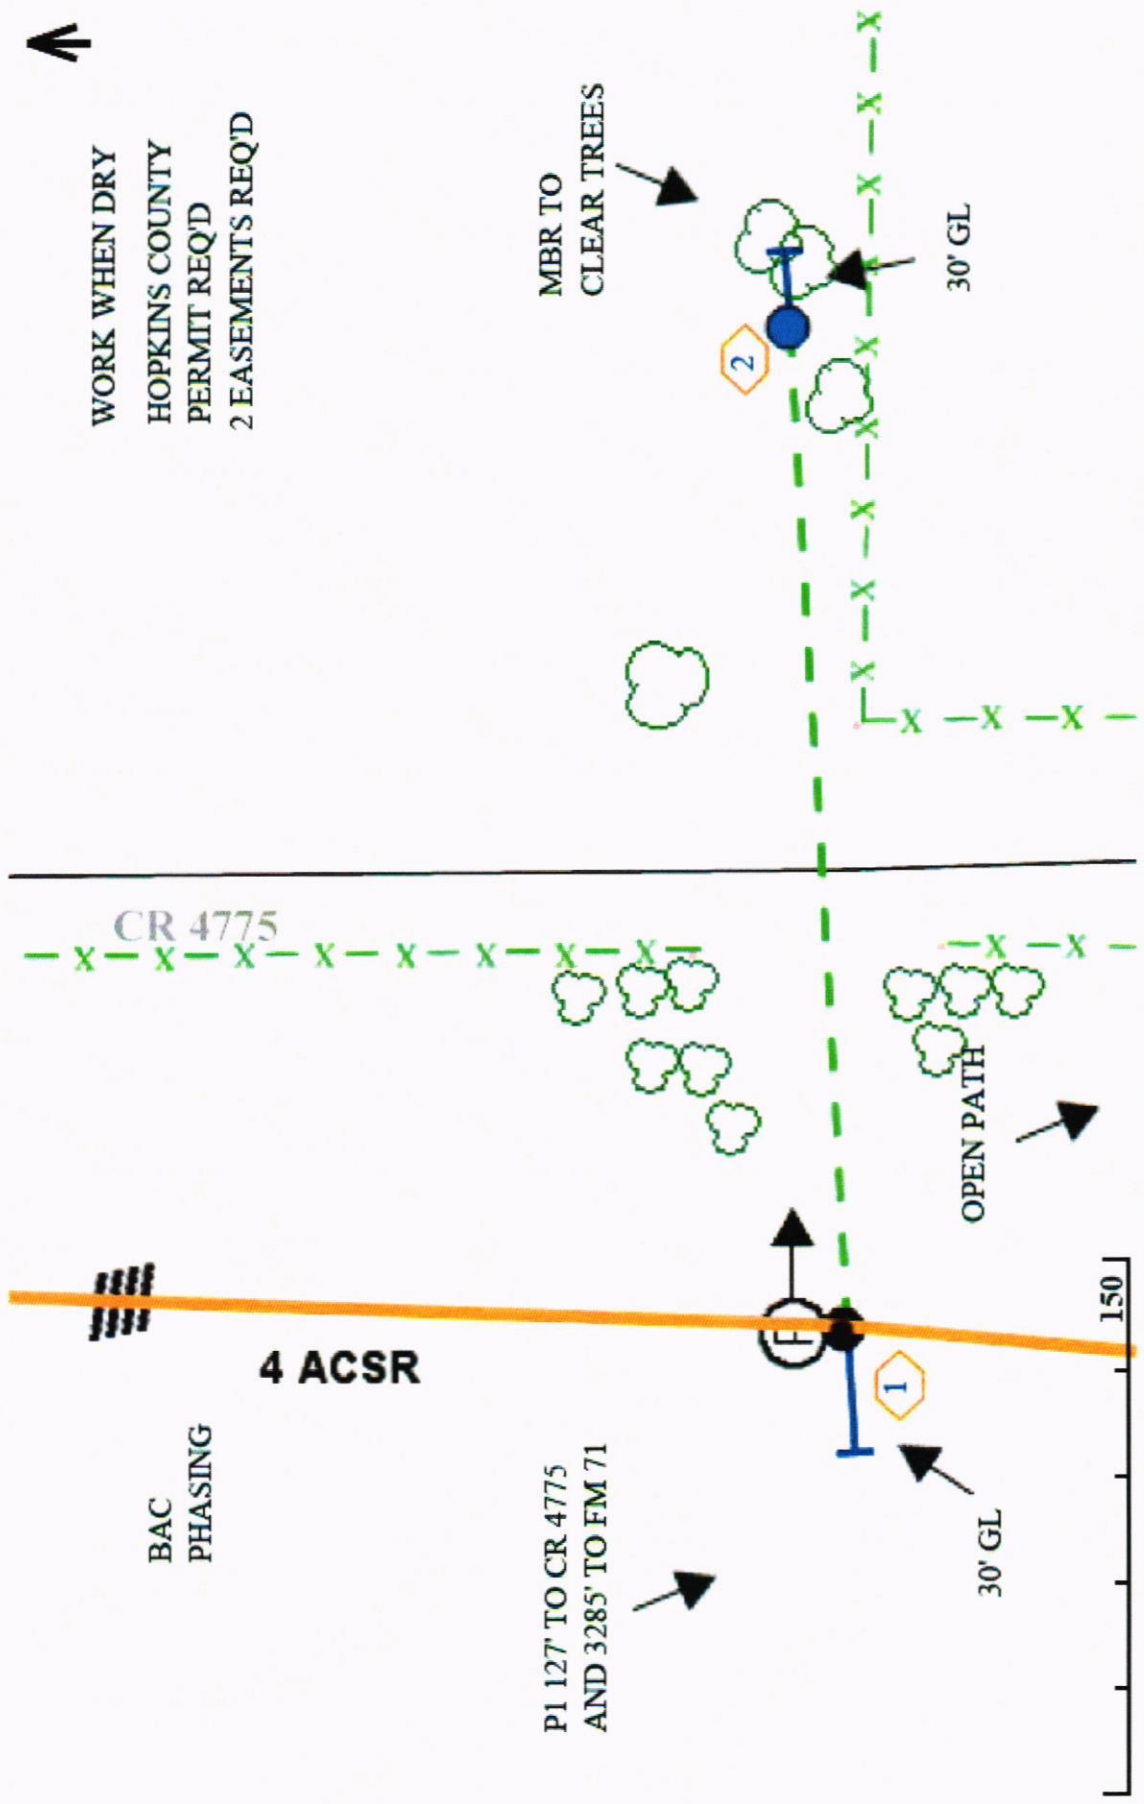 WORK WHEN DRY
HOPKINS COUNTY
PERMIT REQ'D
2 EASEMENTS REQ'D
MBR TO
CLEAR TREES
2
30' GL
CR 4775
BAC
PHASING
4 ACSR
P1 127' TO CR 4775
AND 3285' TO FM 71
F
1
30' GL
OPEN PATH
150
X X X X X X X X X
X X X
X X X X X X X X
X X